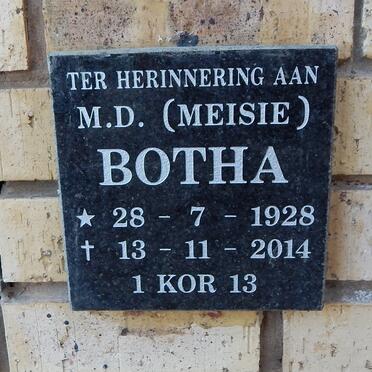 TER HERINNERING AAN
M.D. (MEISIE)
BOTHA
★ 28 - 7 - 1928
✝ 13 - 11 - 2014
1 KOR 13